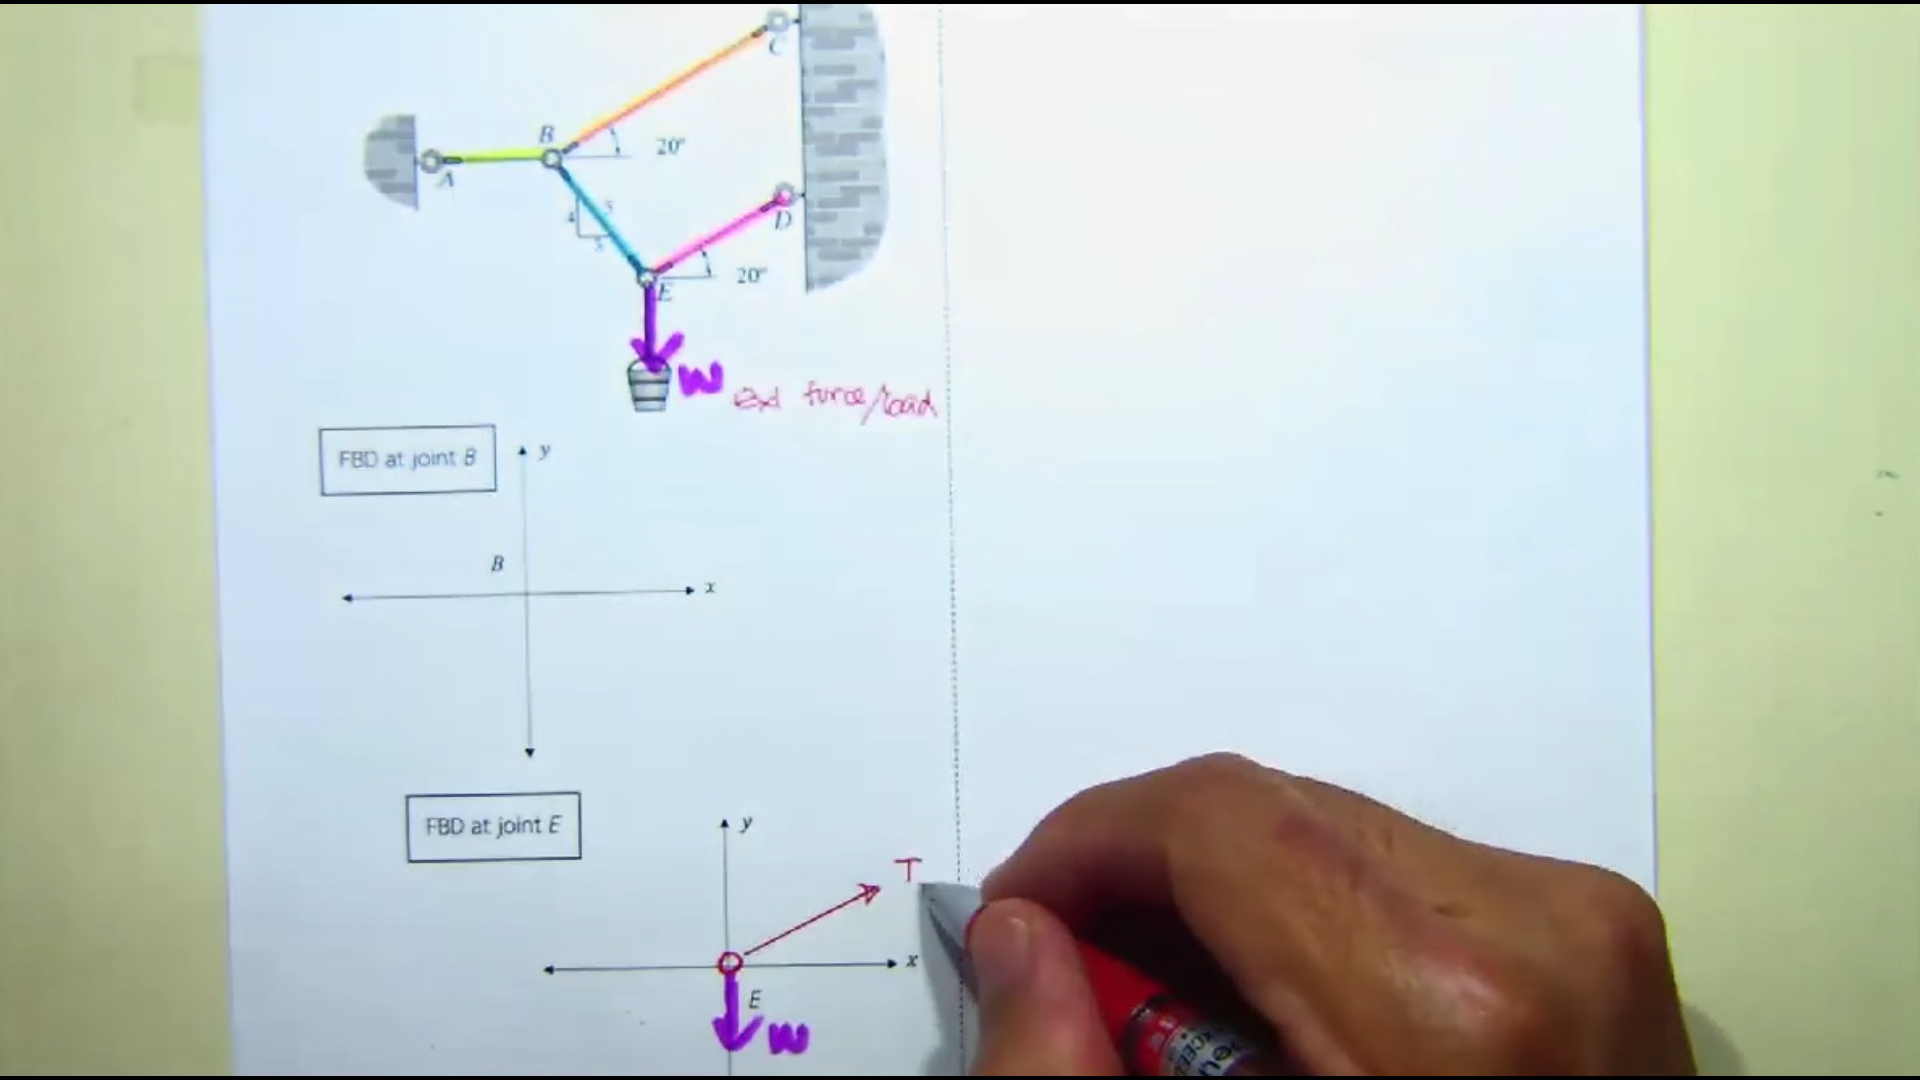 C
B
20°
A
D
4
5
3
20°
E
W
ext force/load
FBD at joint B
y
B
x
FBD at joint E
y
T
x
E
W